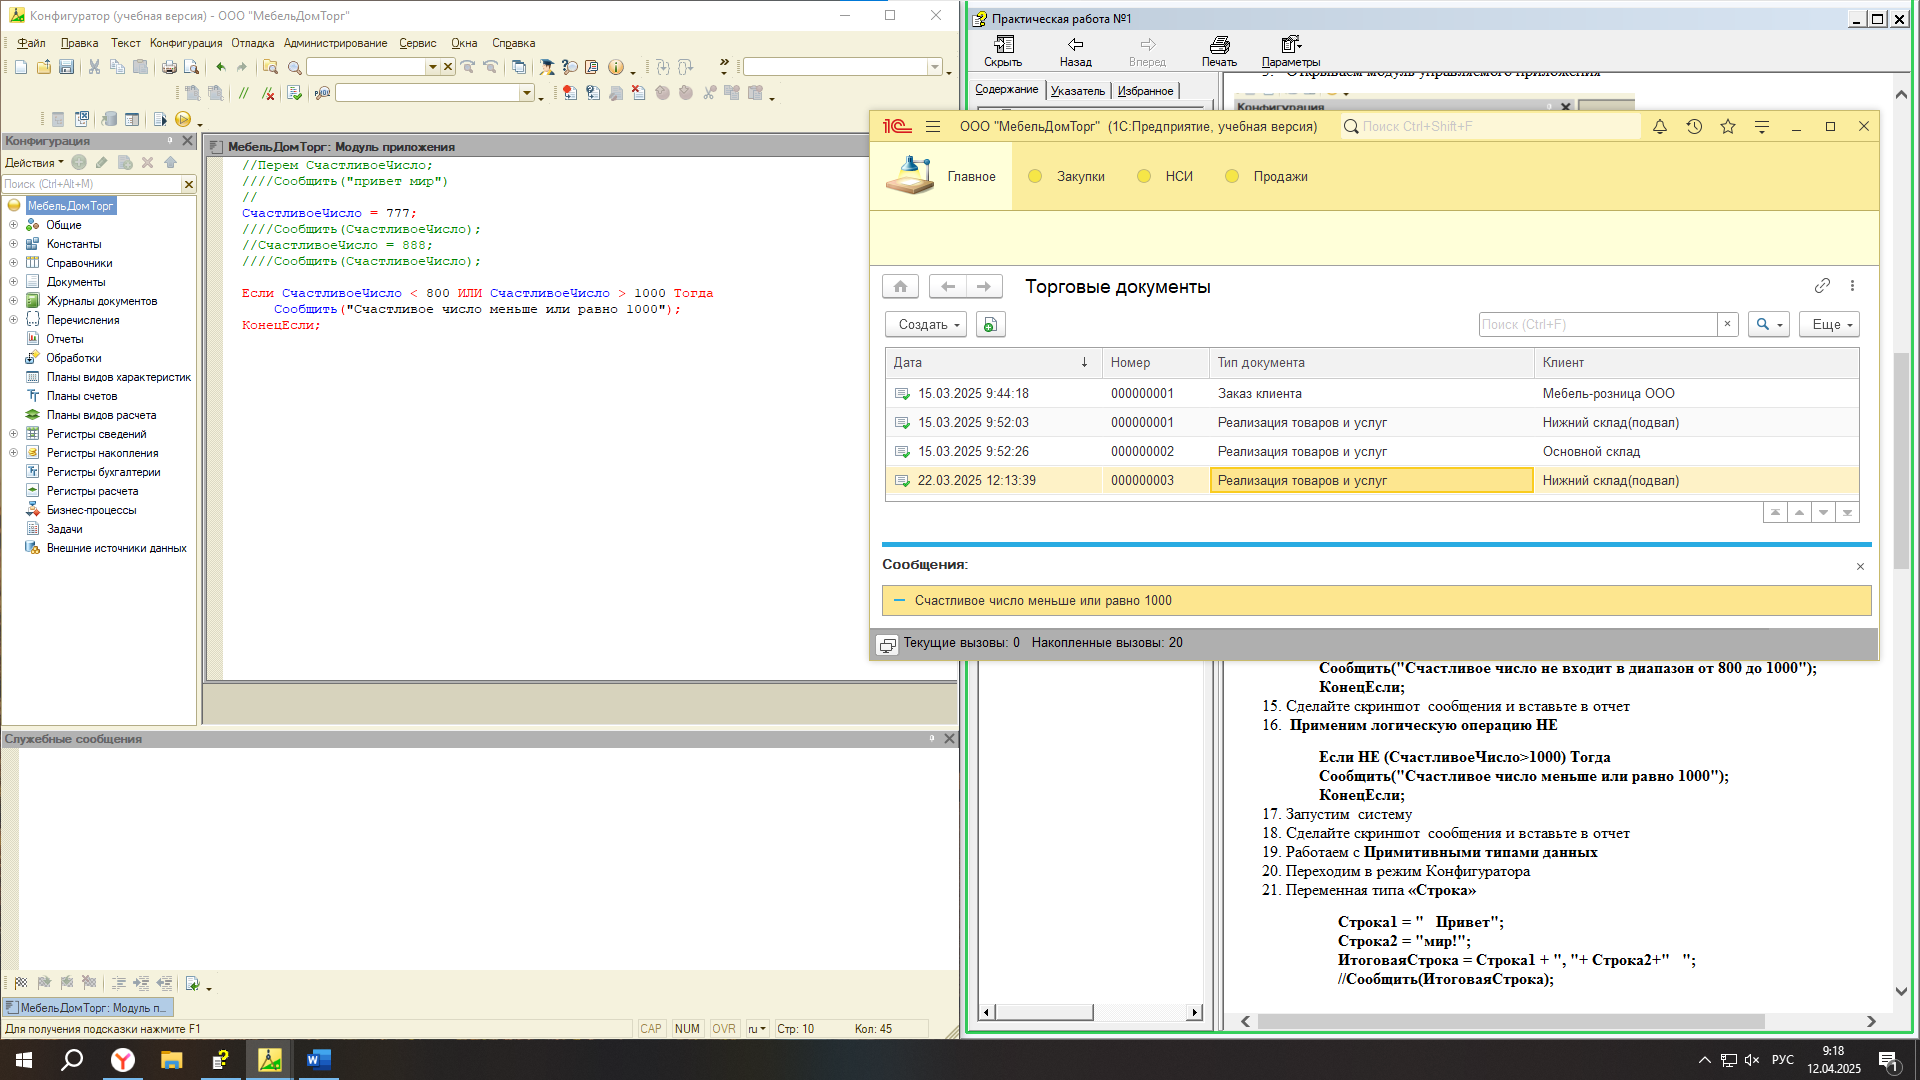 Конфигуратор (учебная версия) - ООО "МебельДомТорг"
Файл Правка Текст Конфигурация Отладка Администрирование Сервис Окна Справка
Конфигурация
Действия
Поиск (Ctrl+Alt+M)
МебельДомТорг
Общие
Константы
Справочники
Документы
Журналы документов
Перечисления
Отчеты
Обработки
Планы видов характеристик
Планы счетов
Планы видов расчета
Регистры сведений
Регистры накопления
Регистры бухгалтерии
Регистры расчета
Бизнес-процессы
Задачи
Внешние источники данных
МебельДомТорг: Модуль приложения
//Перем СчастливоеЧисло;
////Сообщить("привет мир")
//
СчастливоеЧисло = 777;
////Сообщить(СчастливоеЧисло);
//СчастливоеЧисло = 888;
////Сообщить(СчастливоеЧисло);
Если СчастливоеЧисло < 800 ИЛИ СчастливоеЧисло > 1000 Тогда
Сообщить("Счастливое число меньше или равно 1000");
КонецЕсли;
Служебные сообщения
МебельДомТорг: Модуль п...
Для получения подсказки нажмите F1
CAP NUM OVR ru Стр: 10 Кол: 45
Практическая работа №1
Скрыть Назад Вперед Печать Параметры
Содержание Указатель Избранное
Открываем модуль управляемого приложения
Конфигурация
1С ООО "МебельДомТорг" (1С:Предприятие, учебная версия)
Поиск Ctrl+Shift+F
Главное Закупки НСИ Продажи
Торговые документы
Создать
Поиск (Ctrl+F)
Еще
Дата Номер Тип документа Клиент
15.03.2025 9:44:18 000000001 Заказ клиента Мебель-розница ООО
15.03.2025 9:52:03 000000001 Реализация товаров и услуг Нижний склад(подвал)
15.03.2025 9:52:26 000000002 Реализация товаров и услуг Основной склад
22.03.2025 12:13:39 000000003 Реализация товаров и услуг Нижний склад(подвал)
Сообщения:
Счастливое число меньше или равно 1000
Текущие вызовы: 0 Накопленные вызовы: 20
Сообщить("Счастливое число не входит в диапазон от 800 до 1000");
КонецЕсли;
15. Сделайте скриншот сообщения и вставьте в отчет
16. Применим логическую операцию НЕ
Если НЕ (СчастливоеЧисло>1000) Тогда
Сообщить("Счастливое число меньше или равно 1000");
КонецЕсли;
17. Запустим систему
18. Сделайте скриншот сообщения и вставьте в отчет
19. Работаем с Примитивными типами данных
20. Переходим в режим Конфигуратора
21. Переменная типа «Строка»
Строка1 = "   Привет";
Строка2 = "мир!";
ИтоговаяСтрока = Строка1 + ", "+ Строка2+"   ";
//Сообщить(ИтоговаяСтрока);
РУС
9:18
12.04.2025
1